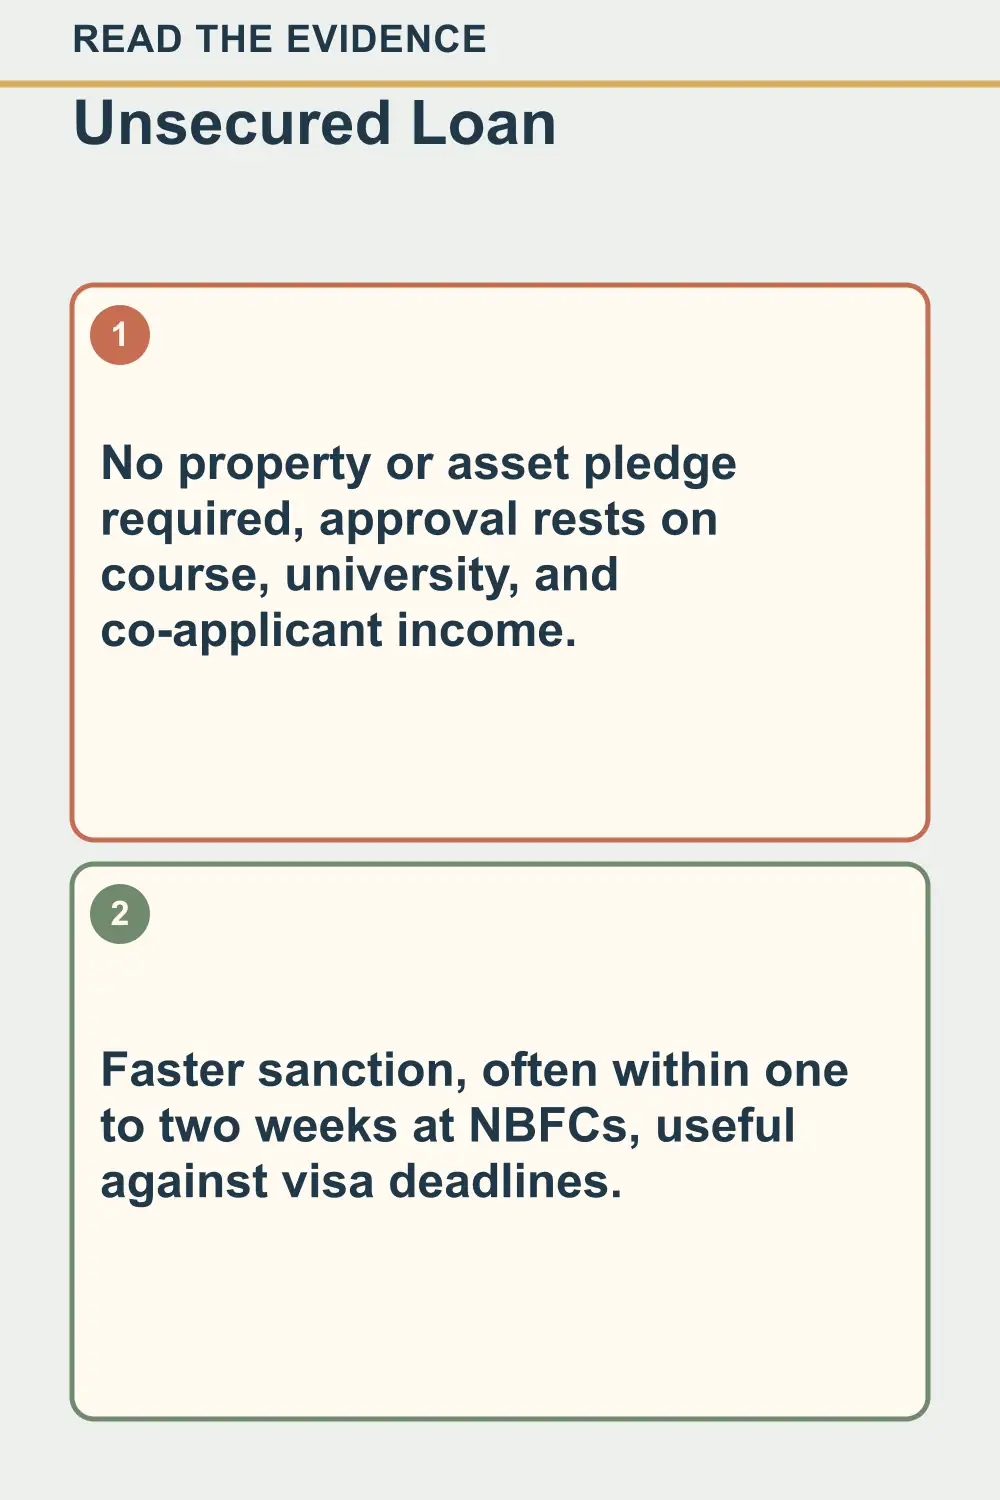 READ THE EVIDENCE
Unsecured Loan
1
No property or asset pledge
required, approval rests on
course, university, and
co-applicant income.
2
Faster sanction, often within one
to two weeks at NBFCs, useful
against visa deadlines.